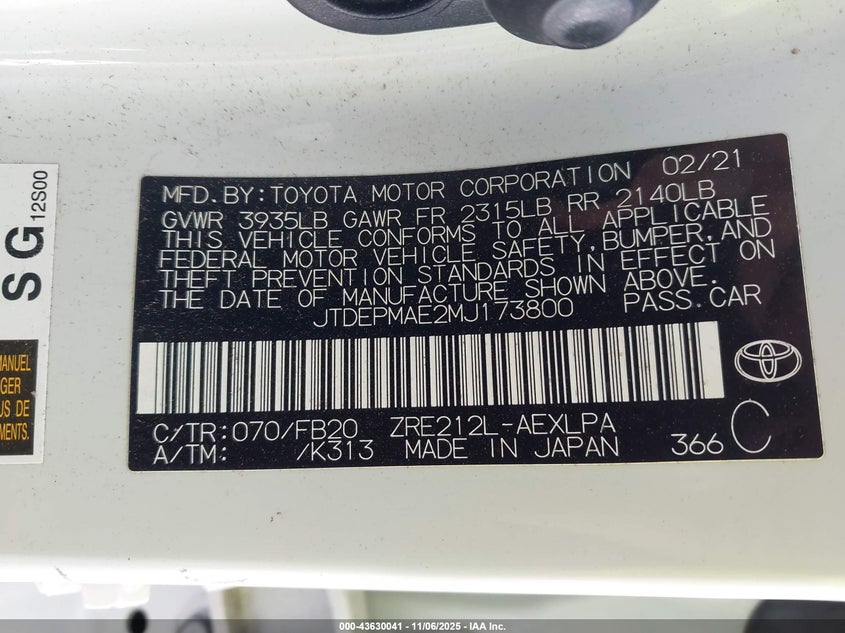 MFD. BY: TOYOTA MOTOR CORPORATION 02/21
GVWR 3935LB GAWR FR 2315LB RR 2140LB
THIS VEHICLE CONFORMS TO ALL APPLICABLE
FEDERAL MOTOR VEHICLE SAFETY, BUMPER, AND
THEFT PREVENTION STANDARDS IN EFFECT ON
THE DATE OF MANUFACTURE SHOWN ABOVE.
JTDEPMAE2MJ173800 PASS. CAR
C/TR: 070/FB20 ZRE212L-AEXLPA
A/TM: /K313 MADE IN JAPAN 366 C
SG
12S00
MANUEL
GER
US DE
MENTS.
000-43630041 - 11/06/2025 - IAA Inc.